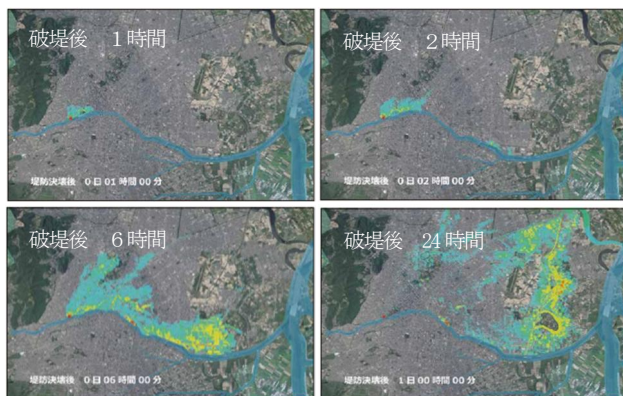 破堤後　１時間
堤防決壊後　0日01時間00分
破堤後　２時間
堤防決壊後　0日02時間00分
破堤後　６時間
堤防決壊後　0日06時間00分
破堤後　24時間
堤防決壊後　1日00時間00分